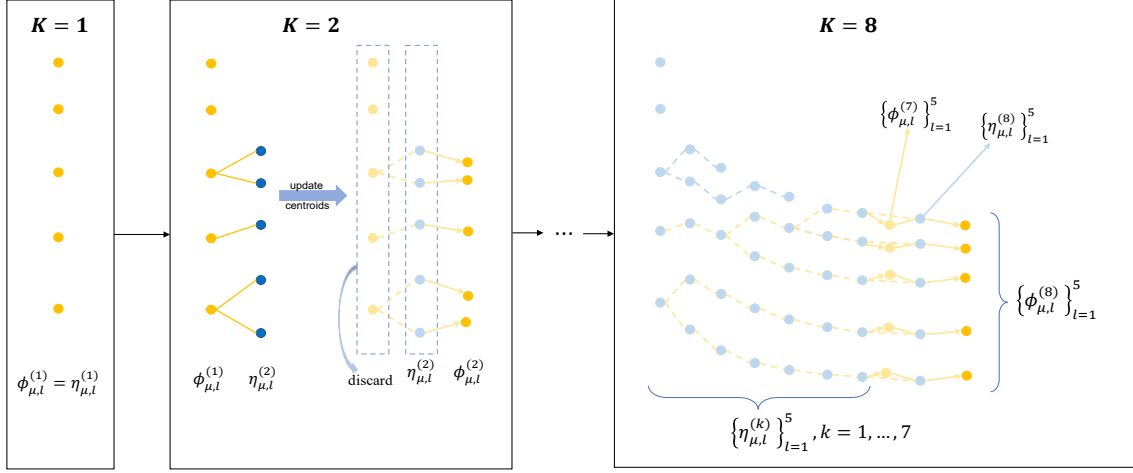 K = 1
ϕ_{μ,l}^{(1)} = η_{μ,l}^{(1)}
K = 2
update
centroids
ϕ_{μ,l}^{(1)} η_{μ,l}^{(2)}
discard η_{μ,l}^{(2)} ϕ_{μ,l}^{(2)}
...
K = 8
{ϕ_{μ,l}^{(7)}}_{l=1}^{5}
{η_{μ,l}^{(8)}}_{l=1}^{5}
{ϕ_{μ,l}^{(8)}}_{l=1}^{5}
{η_{μ,l}^{(k)}}_{l=1}^{5}, k = 1, ..., 7